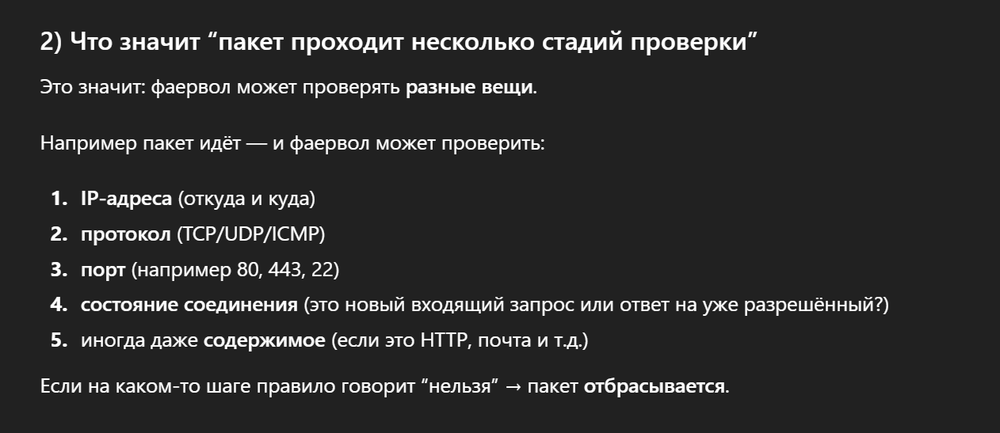 2) Что значит “пакет проходит несколько стадий проверки”
Это значит: фаервол может проверять разные вещи.
Например пакет идёт — и фаервол может проверить:
1. IP-адреса (откуда и куда)
2. протокол (TCP/UDP/ICMP)
3. порт (например 80, 443, 22)
4. состояние соединения (это новый входящий запрос или ответ на уже разрешённый?)
5. иногда даже содержимое (если это HTTP, почта и т.д.)
Если на каком-то шаге правило говорит “нельзя” → пакет отбрасывается.